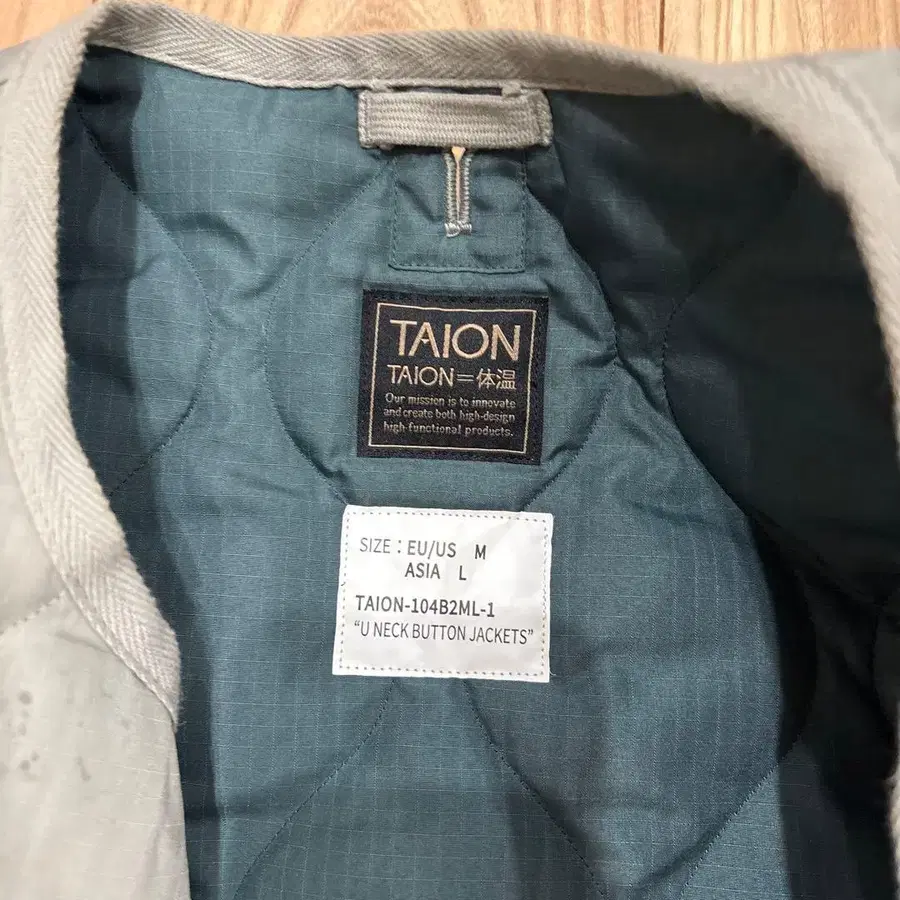 TAION
TAION=体温
Our mission is to innovate
and create both high-design
high functional products.
SIZE : EU/US M
ASIA L
TAION-104B2ML-1
“U NECK BUTTON JACKETS”